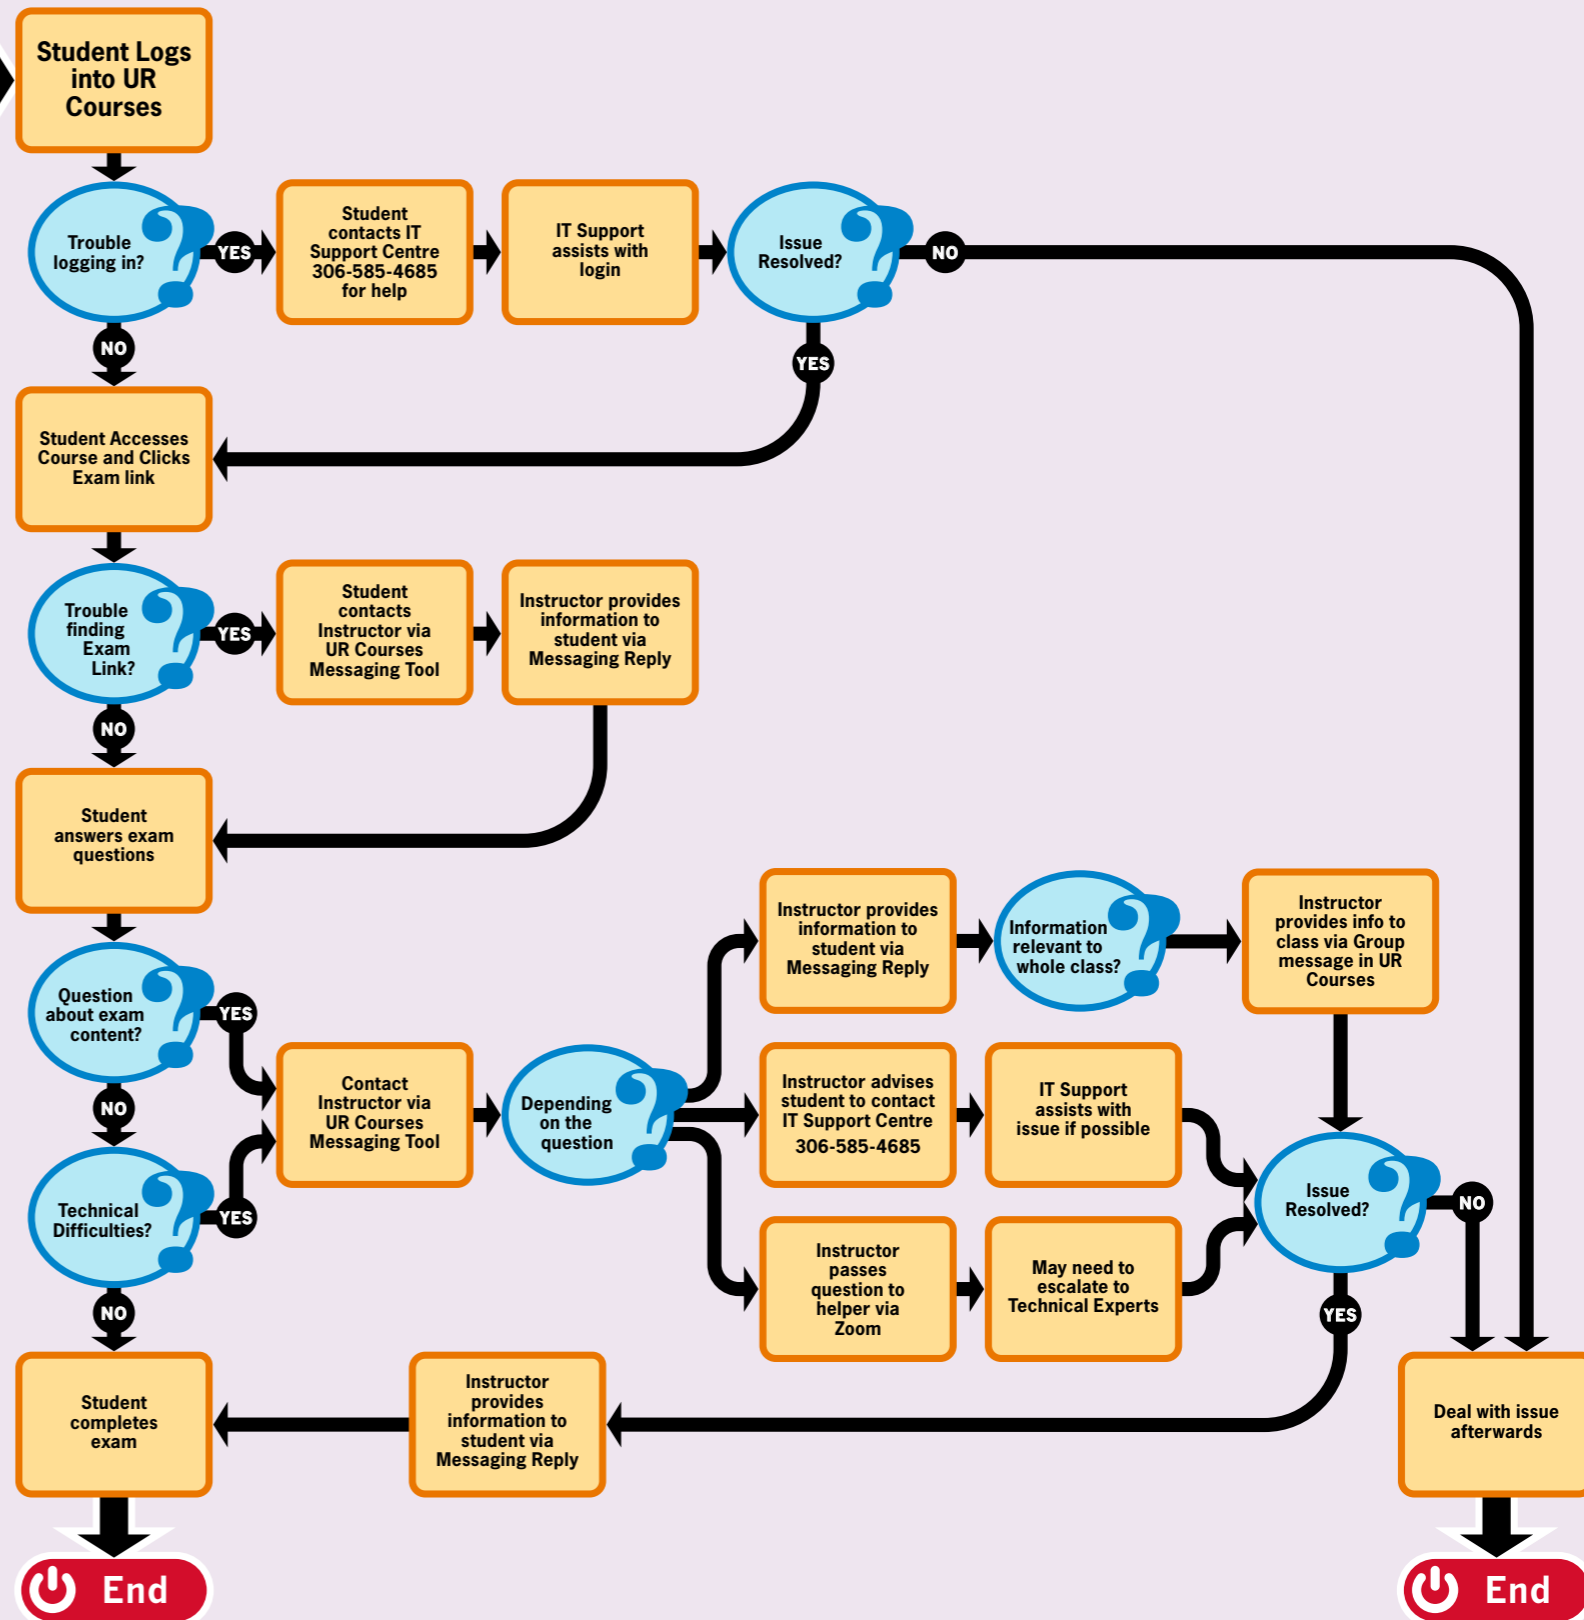 Student Logs
into UR
Courses
Trouble
logging in?
YES
Student
contacts IT
Support Centre
306-585-4685
for help
IT Support
assists with
login
Issue
Resolved?
NO
NO
YES
Student Accesses
Course and Clicks
Exam link
Trouble
finding
Exam
Link?
YES
Student
contacts
Instructor via
UR Courses
Messaging Tool
Instructor provides
information to
student via
Messaging Reply
NO
Student
answers exam
questions
Question
about exam
content?
YES
NO
Technical
Difficulties?
YES
NO
Contact
Instructor via
UR Courses
Messaging Tool
Depending
on the
question
Instructor provides
information to
student via
Messaging Reply
Information
relevant to
whole class?
Instructor
provides info to
class via Group
message in UR
Courses
Instructor advises
student to contact
IT Support Centre
306-585-4685
IT Support
assists with
issue if possible
Instructor
passes
question to
helper via
Zoom
May need to
escalate to
Technical Experts
Issue
Resolved?
NO
YES
Student
completes
exam
Instructor
provides
information to
student via
Messaging Reply
Deal with issue
afterwards
End
End